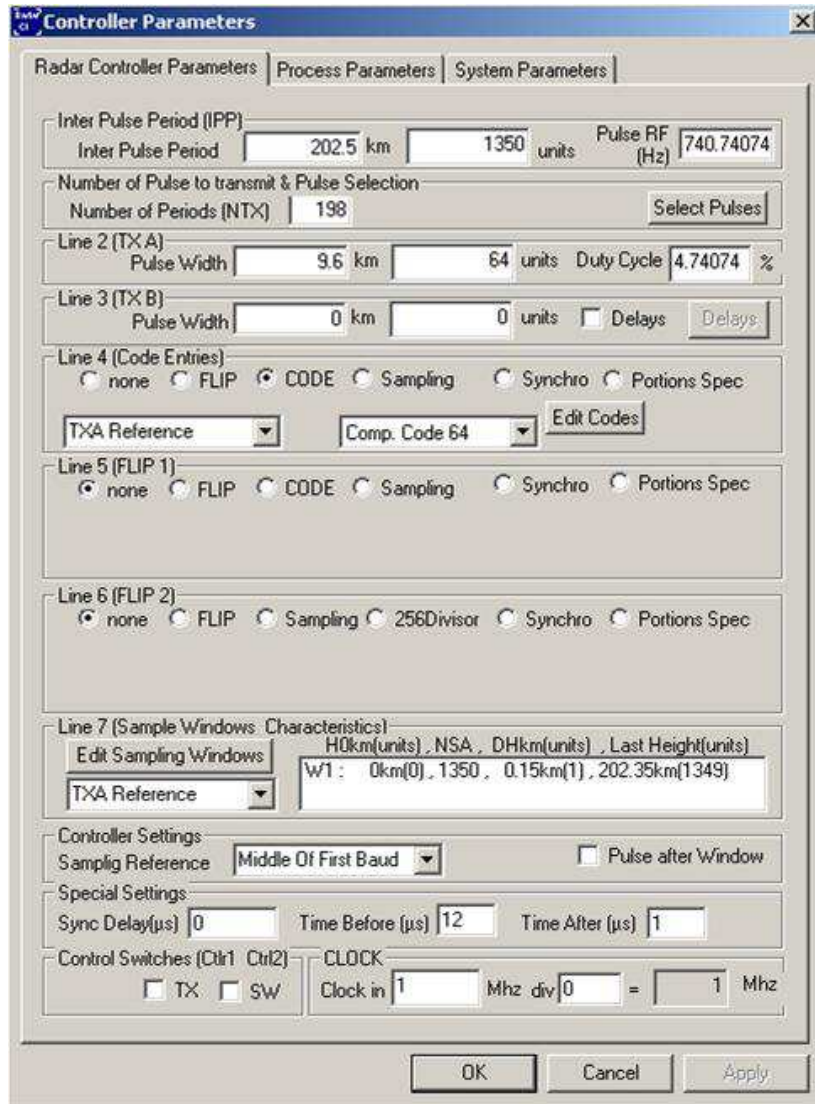 Controller Parameters
Radar Controller Parameters Process Parameters System Parameters
Inter Pulse Period (IPP)
Inter Pulse Period 202.5 km 1350 units Pulse RF (Hz) 740.74074
Number of Pulse to transmit & Pulse Selection
Number of Periods (NTX) 198 Select Pulses
Line 2 (TX A)
Pulse Width 9.6 km 64 units Duty Cycle 4.74074 %
Line 3 (TX B)
Pulse Width 0 km 0 units Delays Delays
Line 4 (Code Entries)
none FLIP CODE Sampling Synchro Portions Spec
TXA Reference Comp. Code 64 Edit Codes
Line 5 (FLIP 1)
none FLIP CODE Sampling Synchro Portions Spec
Line 6 (FLIP 2)
none FLIP Sampling 256Divisor Synchro Portions Spec
Line 7 (Sample Windows Characteristics)
Edit Sampling Windows H0km(units) , NSA , DHkm(units) , Last Height(units)
W1 : 0km(0) , 1350 , 0.15km(1) , 202.35km(1349)
TXA Reference
Controller Settings
Samplig Reference Middle Of First Baud Pulse after Window
Special Settings
Sync Delay(µs) 0 Time Before (µs) 12 Time After (µs) 1
Control Switches (Ctlr1 Ctrl2) CLOCK
TX SW Clock in 1 Mhz div 0 = 1 Mhz
OK Cancel Apply